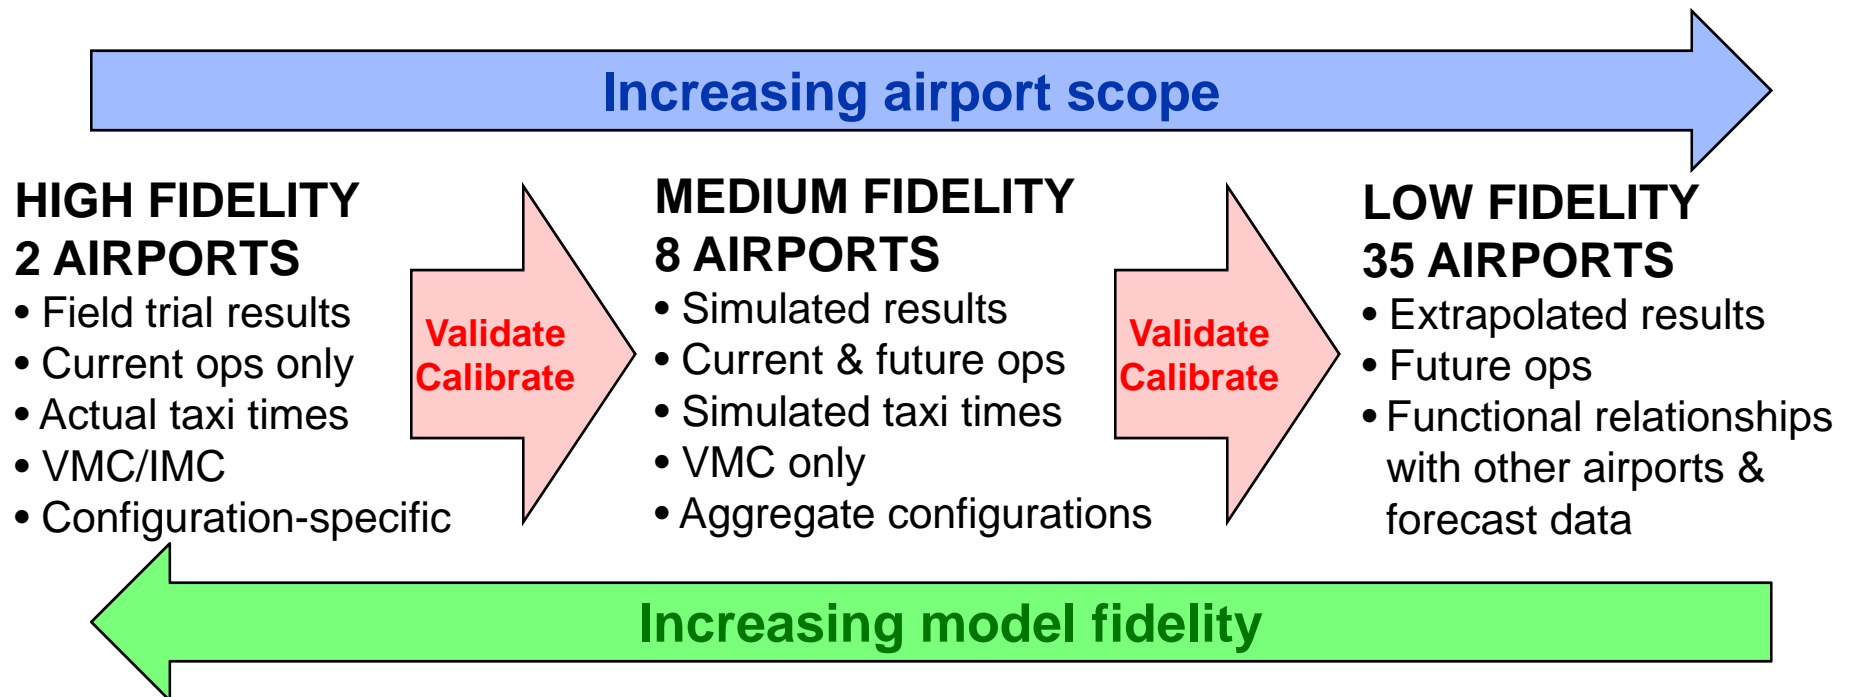 Increasing airport scope
HIGH FIDELITY
2 AIRPORTS
• Field trial results
• Current ops only
• Actual taxi times
• VMC/IMC
• Configuration-specific
Validate
Calibrate
MEDIUM FIDELITY
8 AIRPORTS
• Simulated results
• Current & future ops
• Simulated taxi times
• VMC only
• Aggregate configurations
Validate
Calibrate
LOW FIDELITY
35 AIRPORTS
• Extrapolated results
• Future ops
• Functional relationships
with other airports &
forecast data
Increasing model fidelity